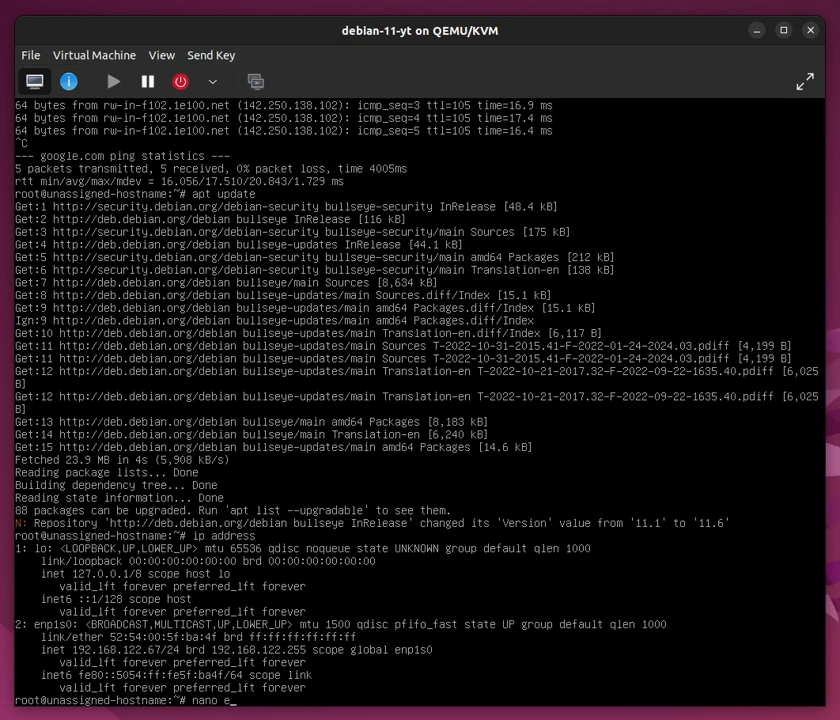 debian-11-yt on QEMU/KVM
File Virtual Machine View Send Key
64 bytes from rw-in-f102.1e100.net (142.250.138.102): icmp_seq=3 ttl=105 time=16.9 ms
64 bytes from rw-in-f102.1e100.net (142.250.138.102): icmp_seq=4 ttl=105 time=17.4 ms
64 bytes from rw-in-f102.1e100.net (142.250.138.102): icmp_seq=5 ttl=105 time=16.4 ms
^C
--- google.com ping statistics ---
5 packets transmitted, 5 received, 0% packet loss, time 4005ms
rtt min/avg/max/mdev = 16.056/17.510/20.843/1.729 ms
root@unassigned-hostname:~# apt update
Get:1 http://security.debian.org/debian-security bullseye-security InRelease [48.4 kB]
Get:2 http://deb.debian.org/debian bullseye InRelease [116 kB]
Get:3 http://security.debian.org/debian-security bullseye-security/main Sources [175 kB]
Get:4 http://deb.debian.org/debian bullseye-updates InRelease [44.1 kB]
Get:5 http://security.debian.org/debian-security bullseye-security/main amd64 Packages [212 kB]
Get:6 http://security.debian.org/debian-security bullseye-security/main Translation-en [138 kB]
Get:7 http://deb.debian.org/debian bullseye/main Sources [8,634 kB]
Get:8 http://deb.debian.org/debian bullseye-updates/main Sources.diff/Index [15.1 kB]
Get:9 http://deb.debian.org/debian bullseye-updates/main amd64 Packages.diff/Index [15.1 kB]
Ign:9 http://deb.debian.org/debian bullseye-updates/main amd64 Packages.diff/Index
Get:10 http://deb.debian.org/debian bullseye-updates/main Translation-en.diff/Index [6,117 B]
Get:11 http://deb.debian.org/debian bullseye-updates/main Sources T-2022-10-31-2015.41-F-2022-01-24-2024.03.pdiff [4,199 B]
Get:11 http://deb.debian.org/debian bullseye-updates/main Sources T-2022-10-31-2015.41-F-2022-01-24-2024.03.pdiff [4,199 B]
Get:12 http://deb.debian.org/debian bullseye-updates/main Translation-en T-2022-10-21-2017.32-F-2022-09-22-1635.40.pdiff [6,025
B]
Get:12 http://deb.debian.org/debian bullseye-updates/main Translation-en T-2022-10-21-2017.32-F-2022-09-22-1635.40.pdiff [6,025
B]
Get:13 http://deb.debian.org/debian bullseye/main amd64 Packages [8,183 kB]
Get:14 http://deb.debian.org/debian bullseye/main Translation-en [6,240 kB]
Get:15 http://deb.debian.org/debian bullseye-updates/main amd64 Packages [14.6 kB]
Fetched 23.9 MB in 4s (5,908 kB/s)
Reading package lists... Done
Building dependency tree... Done
Reading state information... Done
88 packages can be upgraded. Run 'apt list --upgradable' to see them.
N: Repository 'http://deb.debian.org/debian bullseye InRelease' changed its 'Version' value from '11.1' to '11.6'
root@unassigned-hostname:~# ip address
1: lo: <LOOPBACK,UP,LOWER_UP> mtu 65536 qdisc noqueue state UNKNOWN group default qlen 1000
link/loopback 00:00:00:00:00:00 brd 00:00:00:00:00:00
inet 127.0.0.1/8 scope host lo
valid_lft forever preferred_lft forever
inet6 ::1/128 scope host
valid_lft forever preferred_lft forever
2: enp1s0: <BROADCAST,MULTICAST,UP,LOWER_UP> mtu 1500 qdisc pfifo_fast state UP group default qlen 1000
link/ether 52:54:00:5f:ba:4f brd ff:ff:ff:ff:ff:ff
inet 192.168.122.67/24 brd 192.168.122.255 scope global enp1s0
valid_lft forever preferred_lft forever
inet6 fe80::5054:ff:fe5f:ba4f/64 scope link
valid_lft forever preferred_lft forever
root@unassigned-hostname:~# nano e_